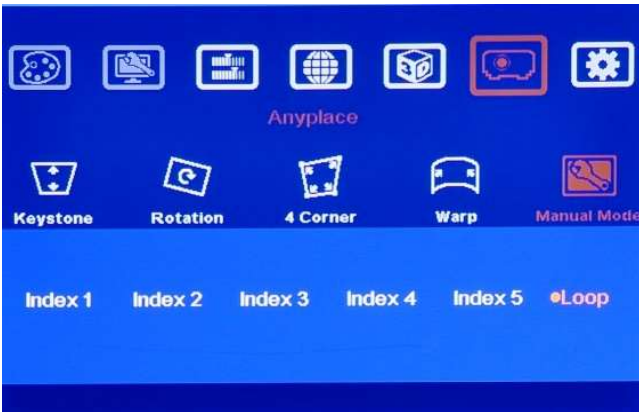 3D
Anyplace
Keystone Rotation 4 Corner Warp Manual Mode
Index 1 Index 2 Index 3 Index 4 Index 5 Loop